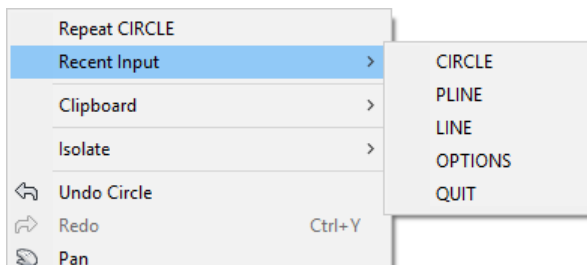 Repeat CIRCLE
Recent Input
Clipboard
Isolate
Undo Circle
Redo Ctrl+Y
Pan
CIRCLE
PLINE
LINE
OPTIONS
QUIT